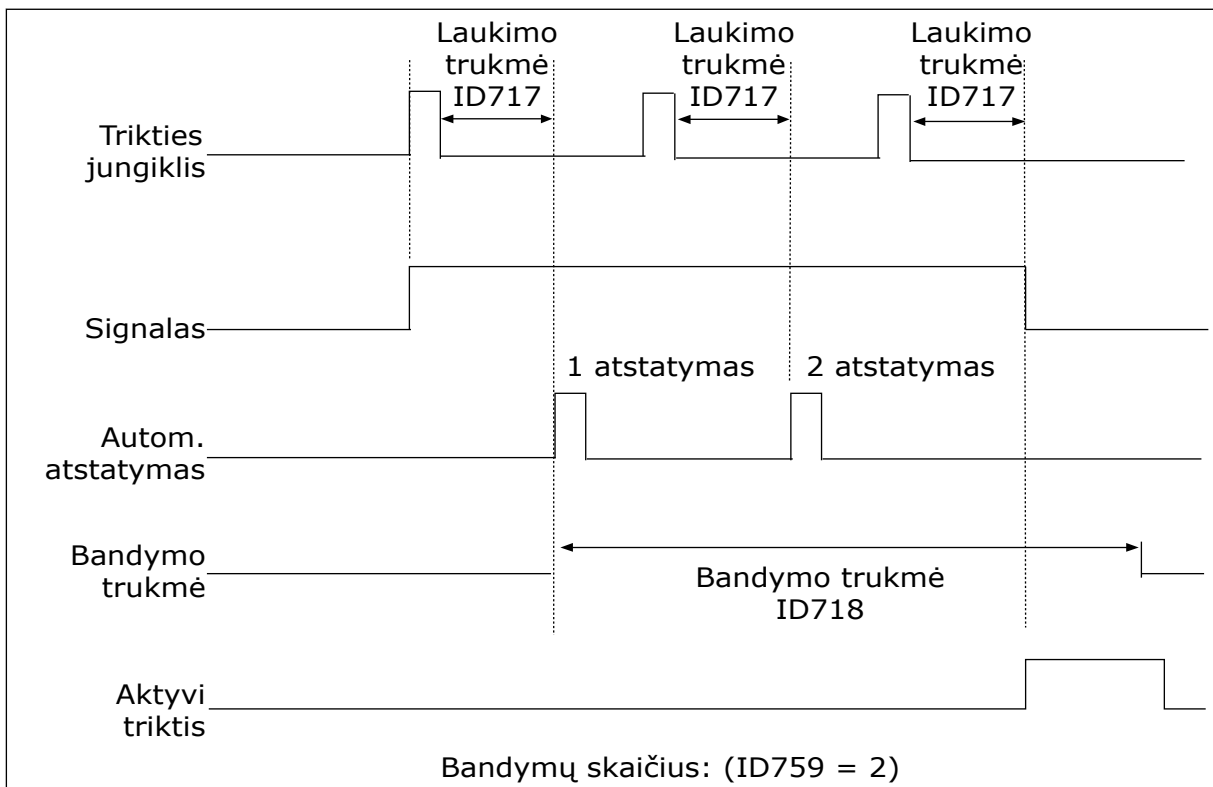 Laukimo
trukmė
ID717
Laukimo
trukmė
ID717
Laukimo
trukmė
ID717
Trikties
jungiklis
Signalas
1 atstatymas
2 atstatymas
Autom.
atstatymas
Bandymo
trukmė
Bandymo trukmė
ID718
Aktyvi
triktis
Bandymų skaičius: (ID759 = 2)